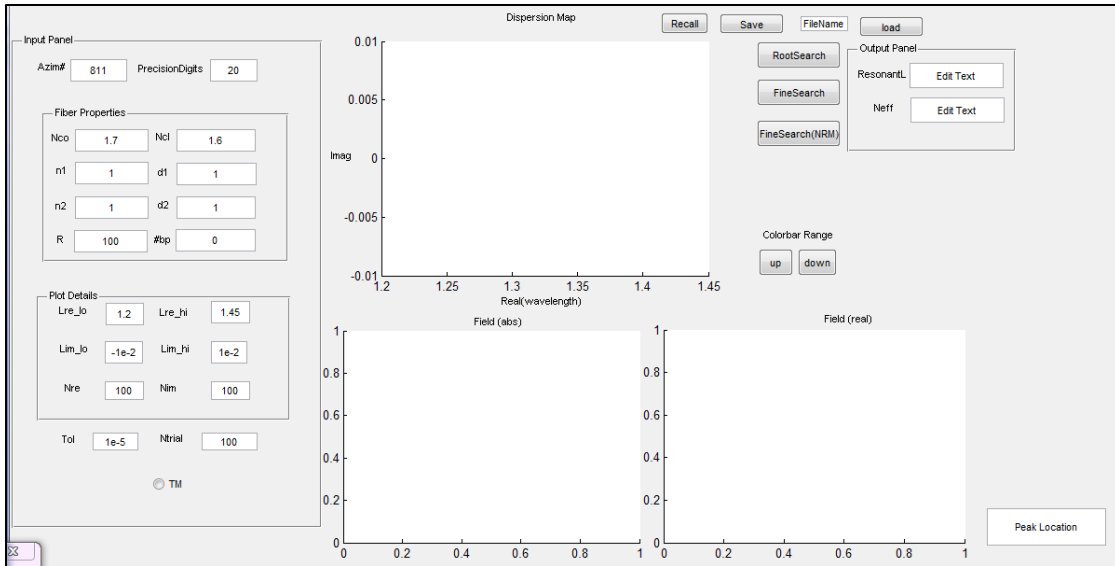 Dispersion Map
Recall
Save
FileName
load
Input Panel
Azim#
811
PrecisionDigits
20
Fiber Properties
Nco
1.7
Ncl
1.6
n1
1
d1
1
n2
1
d2
1
R
100
#bp
0
Plot Details
Lre_lo
1.2
Lre_hi
1.45
Lim_lo
-1e-2
Lim_hi
1e-2
Nre
100
Nim
100
Tol
1e-5
Ntrial
100
TM
0.01
0.005
Imag
0
-0.005
-0.01
1.2
1.25
1.3
1.35
1.4
1.45
Real(wavelength)
RootSearch
FineSearch
FineSearch(NRM)
Output Panel
ResonantL
Edit Text
Neff
Edit Text
Colorbar Range
up
down
Field (abs)
1
0.8
0.6
0.4
0.2
0
0
0.2
0.4
0.6
0.8
1
Field (real)
1
0.8
0.6
0.4
0.2
0
0
0.2
0.4
0.6
0.8
1
Peak Location